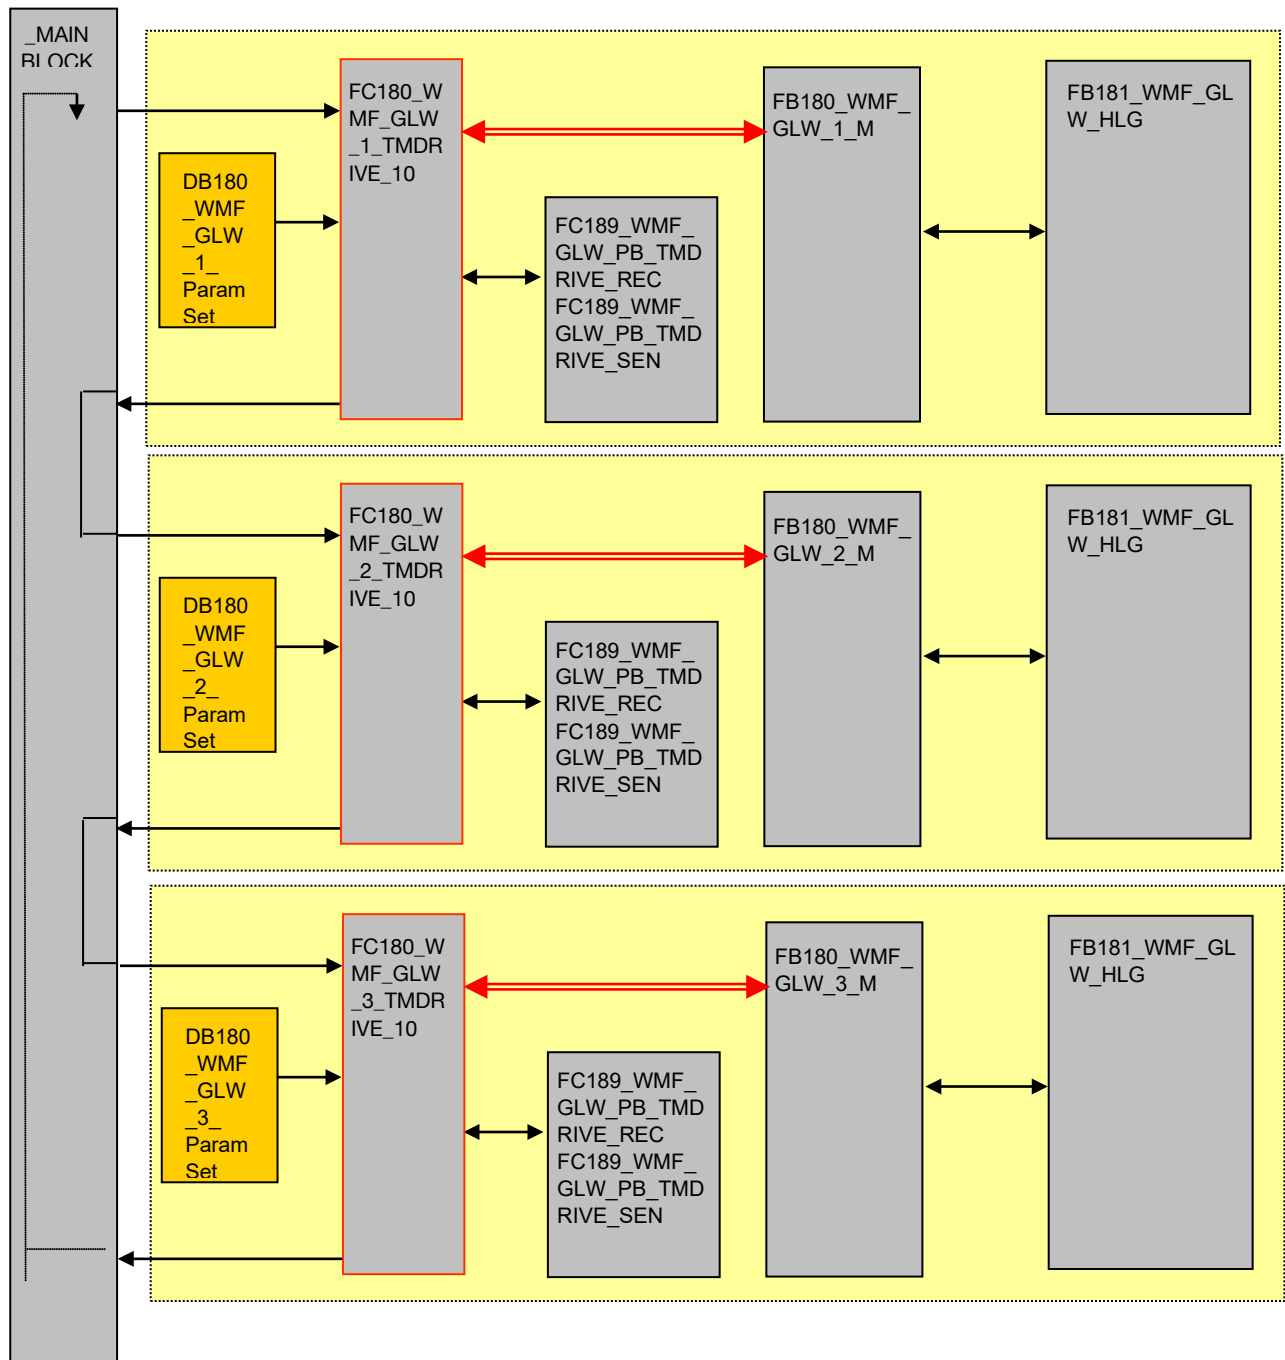 _MAIN
BLOCK
FC180_W
MF_GLW
_1_TMDR
IVE_10
FB180_WMF_
GLW_1_M
FB181_WMF_GL
W_HLG
DB180
_WMF
_GLW
_1_
Param
Set
FC189_WMF_
GLW_PB_TMD
RIVE_REC
FC189_WMF_
GLW_PB_TMD
RIVE_SEN
FC180_W
MF_GLW
_2_TMDR
IVE_10
FB180_WMF_
GLW_2_M
FB181_WMF_GL
W_HLG
DB180
_WMF
_GLW
_2_
Param
Set
FC189_WMF_
GLW_PB_TMD
RIVE_REC
FC189_WMF_
GLW_PB_TMD
RIVE_SEN
FC180_W
MF_GLW
_3_TMDR
IVE_10
FB180_WMF_
GLW_3_M
FB181_WMF_GL
W_HLG
DB180
_WMF
_GLW
_3_
Param
Set
FC189_WMF_
GLW_PB_TMD
RIVE_REC
FC189_WMF_
GLW_PB_TMD
RIVE_SEN